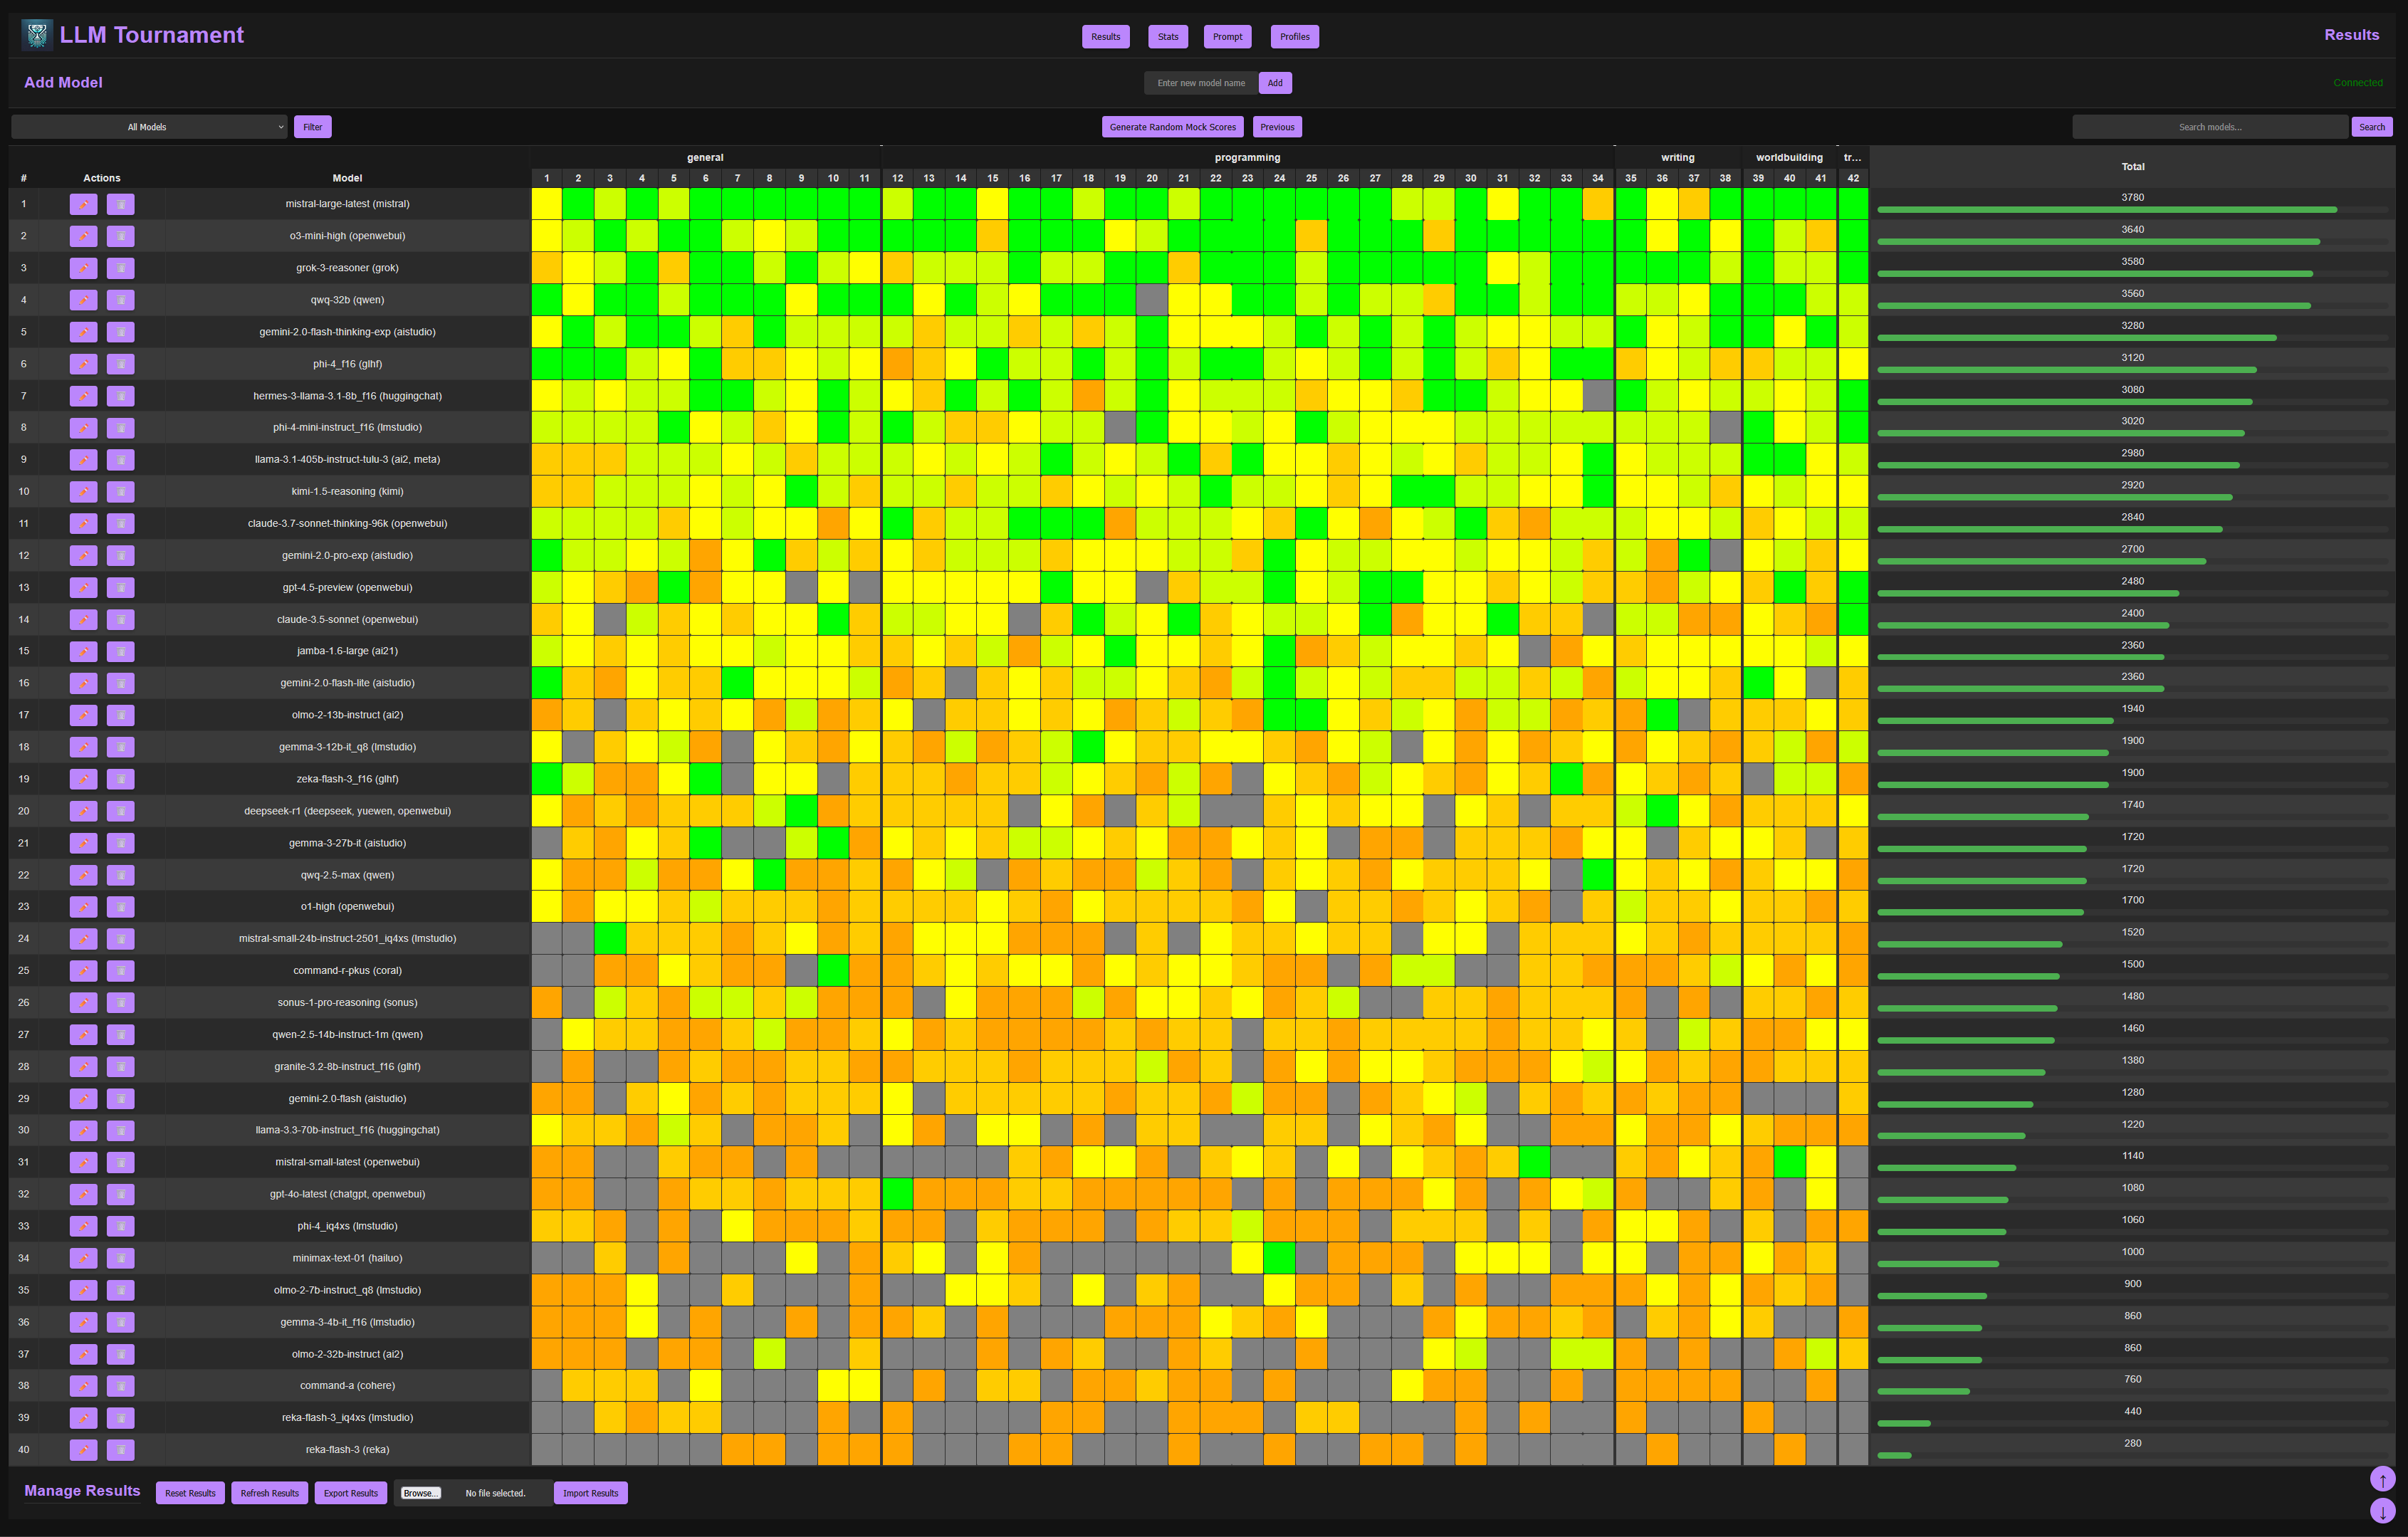 LLM Tournament
Results Stats Prompt Profiles
Results
Add Model
Enter new model name Add
Connected
All Models Filter
Generate Random Mock Scores Previous
Search models... Search
general programming writing worldbuilding tr... Total
# Actions Model 1 2 3 4 5 6 7 8 9 10 11 12 13 14 15 16 17 18 19 20 21 22 23 24 25 26 27 28 29 30 31 32 33 34 35 36 37 38 39 40 41 42
1 mistral-large-latest (mistral) 3780
2 o3-mini-high (openwebui) 3640
3 grok-3-reasoner (grok) 3580
4 qwq-32b (qwen) 3560
5 gemini-2.0-flash-thinking-exp (aistudio) 3280
6 phi-4_f16 (glhf) 3120
7 hermes-3-llama-3.1-8b_f16 (huggingchat) 3080
8 phi-4-mini-instruct_f16 (lmstudio) 3020
9 llama-3.1-405b-instruct-tulu-3 (ai2, meta) 2980
10 kimi-1.5-reasoning (kimi) 2920
11 claude-3.7-sonnet-thinking-96k (openwebui) 2840
12 gemini-2.0-pro-exp (aistudio) 2700
13 gpt-4.5-preview (openwebui) 2480
14 claude-3.5-sonnet (openwebui) 2400
15 jamba-1.6-large (ai21) 2360
16 gemini-2.0-flash-lite (aistudio) 2360
17 olmo-2-13b-instruct (ai2) 1940
18 gemma-3-12b-it_q8 (lmstudio) 1900
19 zeka-flash-3_f16 (glhf) 1900
20 deepseek-r1 (deepseek, yuewen, openwebui) 1740
21 gemma-3-27b-it (aistudio) 1720
22 qwq-2.5-max (qwen) 1720
23 o1-high (openwebui) 1700
24 mistral-small-24b-instruct-2501_iq4xs (lmstudio) 1520
25 command-r-pkus (coral) 1500
26 sonus-1-pro-reasoning (sonus) 1480
27 qwen-2.5-14b-instruct-1m (qwen) 1460
28 granite-3.2-8b-instruct_f16 (glhf) 1380
29 gemini-2.0-flash (aistudio) 1280
30 llama-3.3-70b-instruct_f16 (huggingchat) 1220
31 mistral-small-latest (openwebui) 1140
32 gpt-4o-latest (chatgpt, openwebui) 1080
33 phi-4_iq4xs (lmstudio) 1060
34 minimax-text-01 (hailuo) 1000
35 olmo-2-7b-instruct_q8 (lmstudio) 900
36 gemma-3-4b-it_f16 (lmstudio) 860
37 olmo-2-32b-instruct (ai2) 860
38 command-a (cohere) 760
39 reka-flash-3_iq4xs (lmstudio) 440
40 reka-flash-3 (reka) 280
Manage Results Reset Results Refresh Results Export Results Browse... No file selected. Import Results
↑
↓